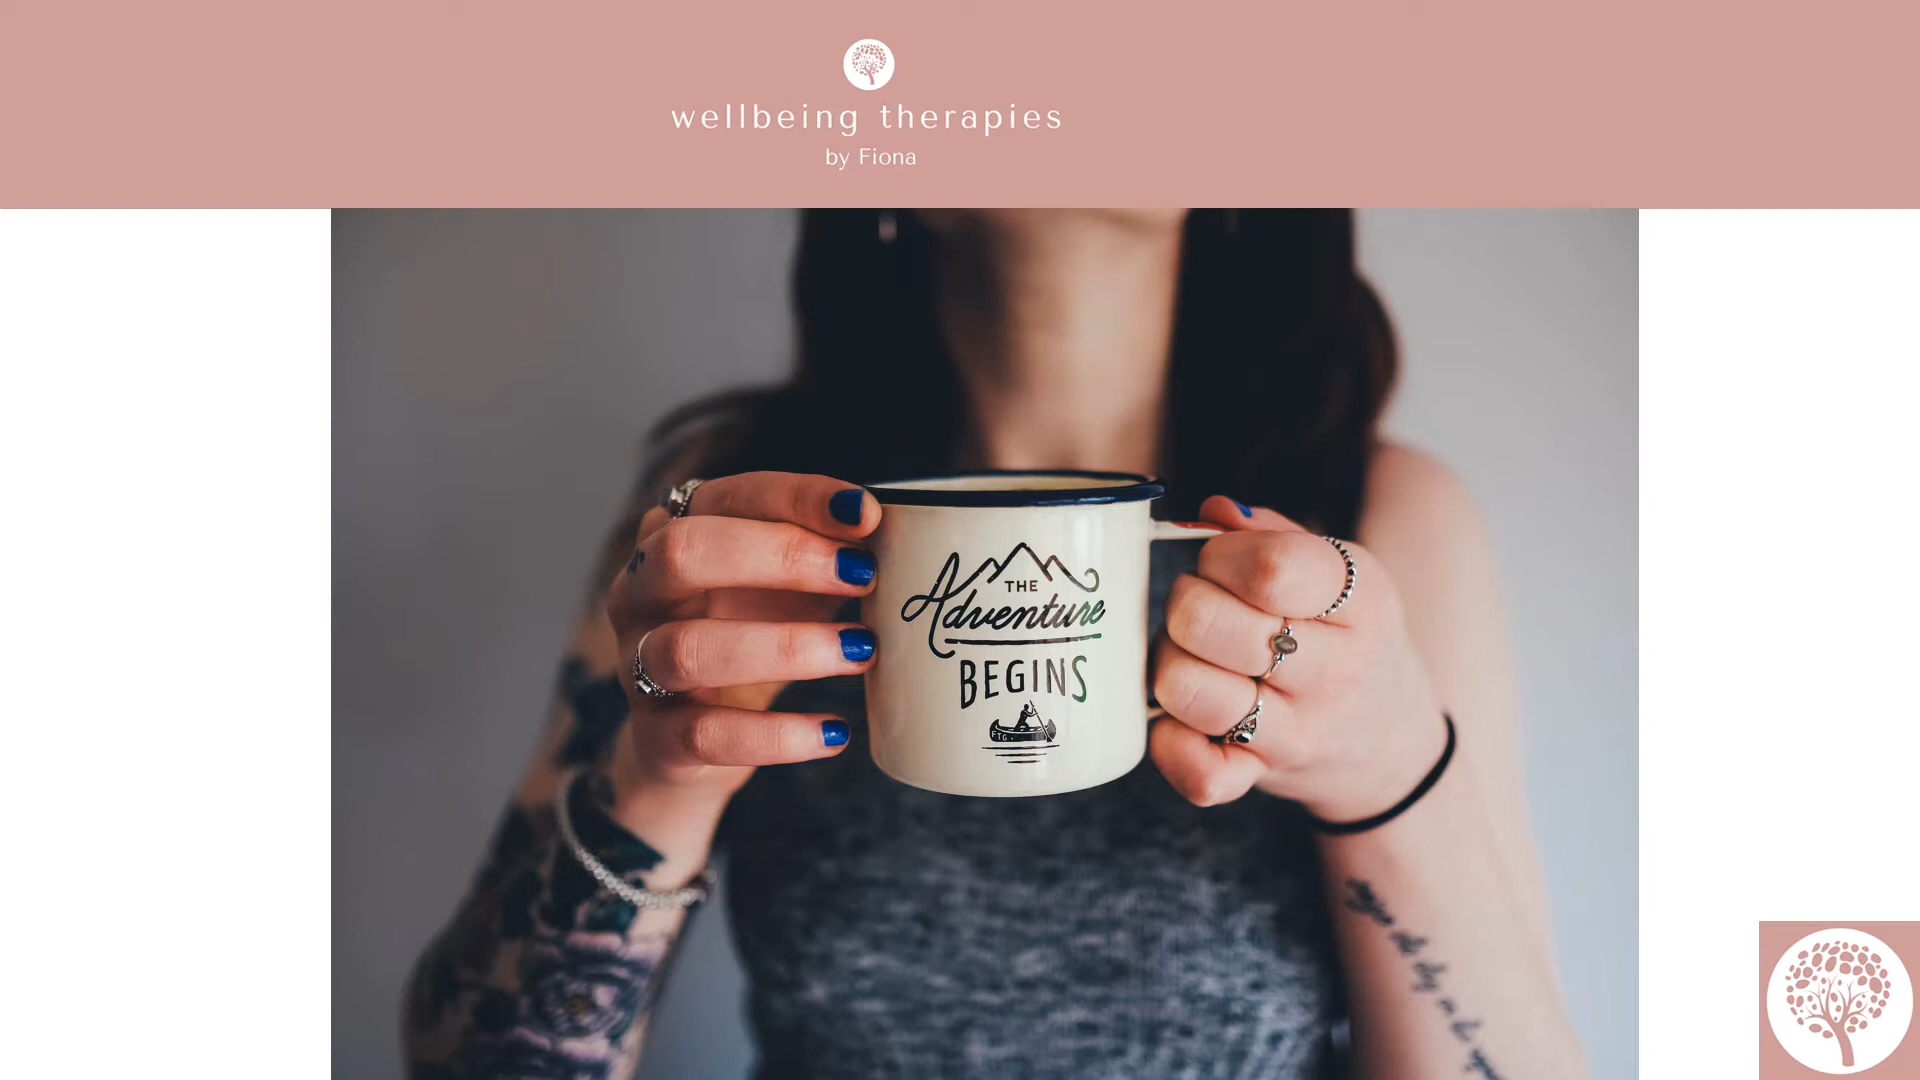 wellbeing therapies
by Fiona
THE
Adventure
BEGINS
FTG